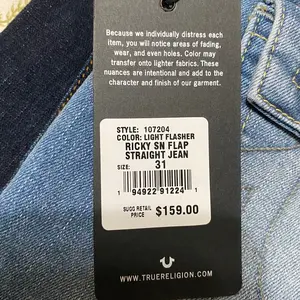 Because we individually distress each
item, you will notice areas of fading,
wear, and even holes. Color may
transfer onto lighter fabrics. These
nuances are intentional and add to the
character and finish of our garment.
STYLE: 107204
COLOR: LIGHT FLASHER
RICKY SN FLAP
STRAIGHT JEAN
SIZE: 31
1 94922 91224 1
SUGG RETAIL
PRICE $159.00
WWW.TRUERELIGION.COM